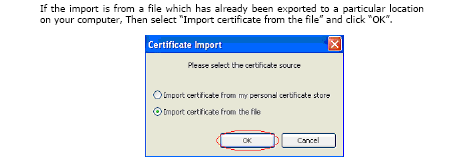 If the import is from a file which has already been exported to a particular location
on your computer, Then select “Import certificate from the file” and click “OK”.
Certificate Import
Please select the certificate source
Import certificate from my personal certificate store
Import certificate from the file
OK
Cancel